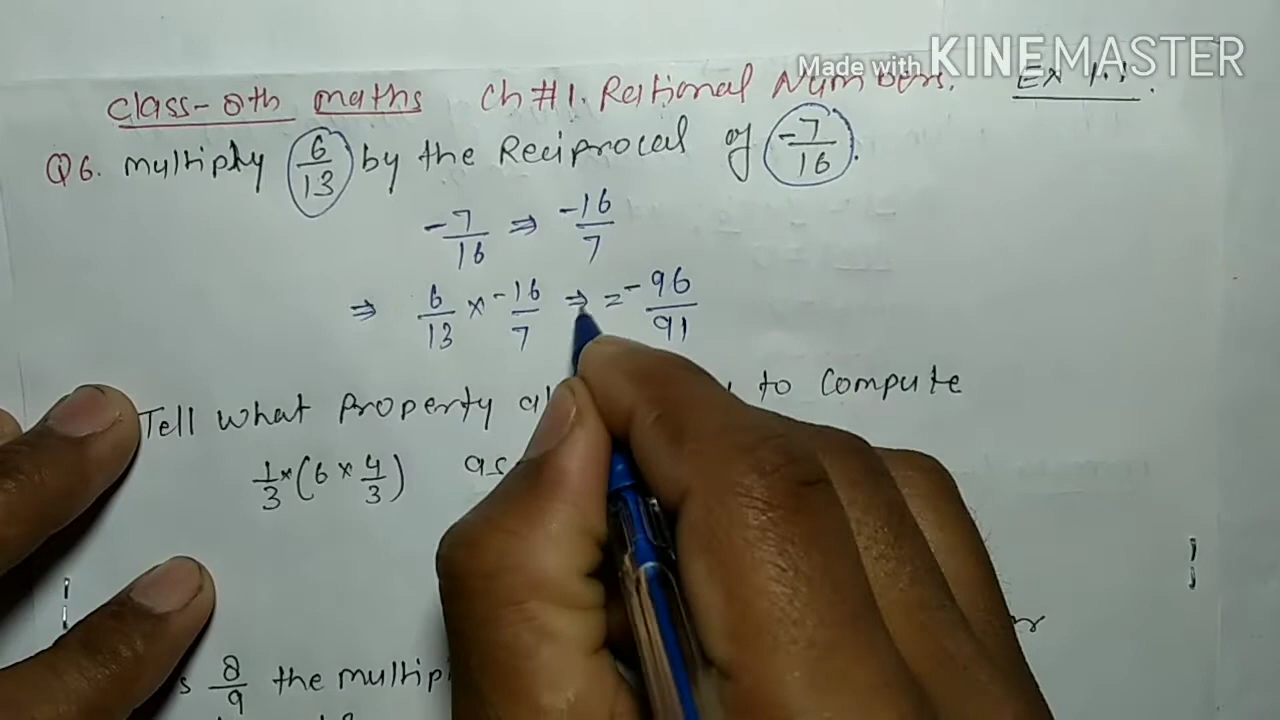 Made with KINEMASTER
Class-8th maths Ch#1. Rational Numbers. Ex 1.1.
Q6. multiply 6/13 by the Reciprocal of -7/16.
-7/16 ⇒ -16/7
⇒ 6/13 × -16/7 ⇒ = -96/91
Tell what Property to Compute
1/3 × (6 × 4/3) as
8/9 the